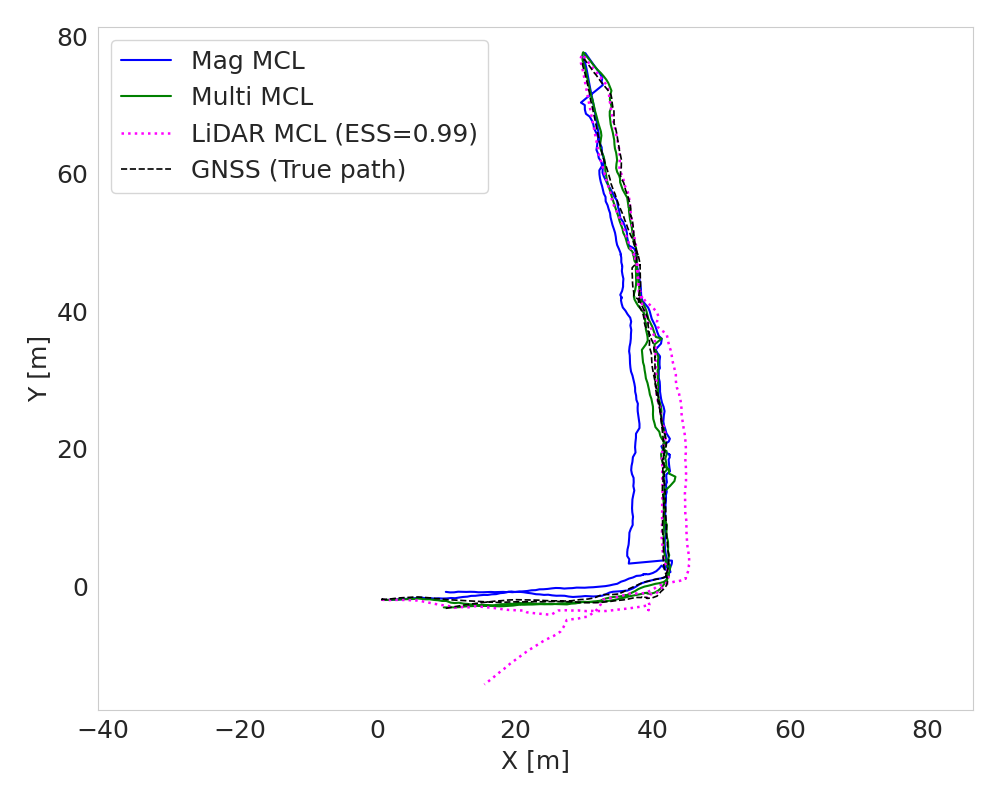 80
60
40
20
0
Y [m]
Mag MCL
Multi MCL
LiDAR MCL (ESS=0.99)
GNSS (True path)
−40
−20
0
20
40
60
80
X [m]